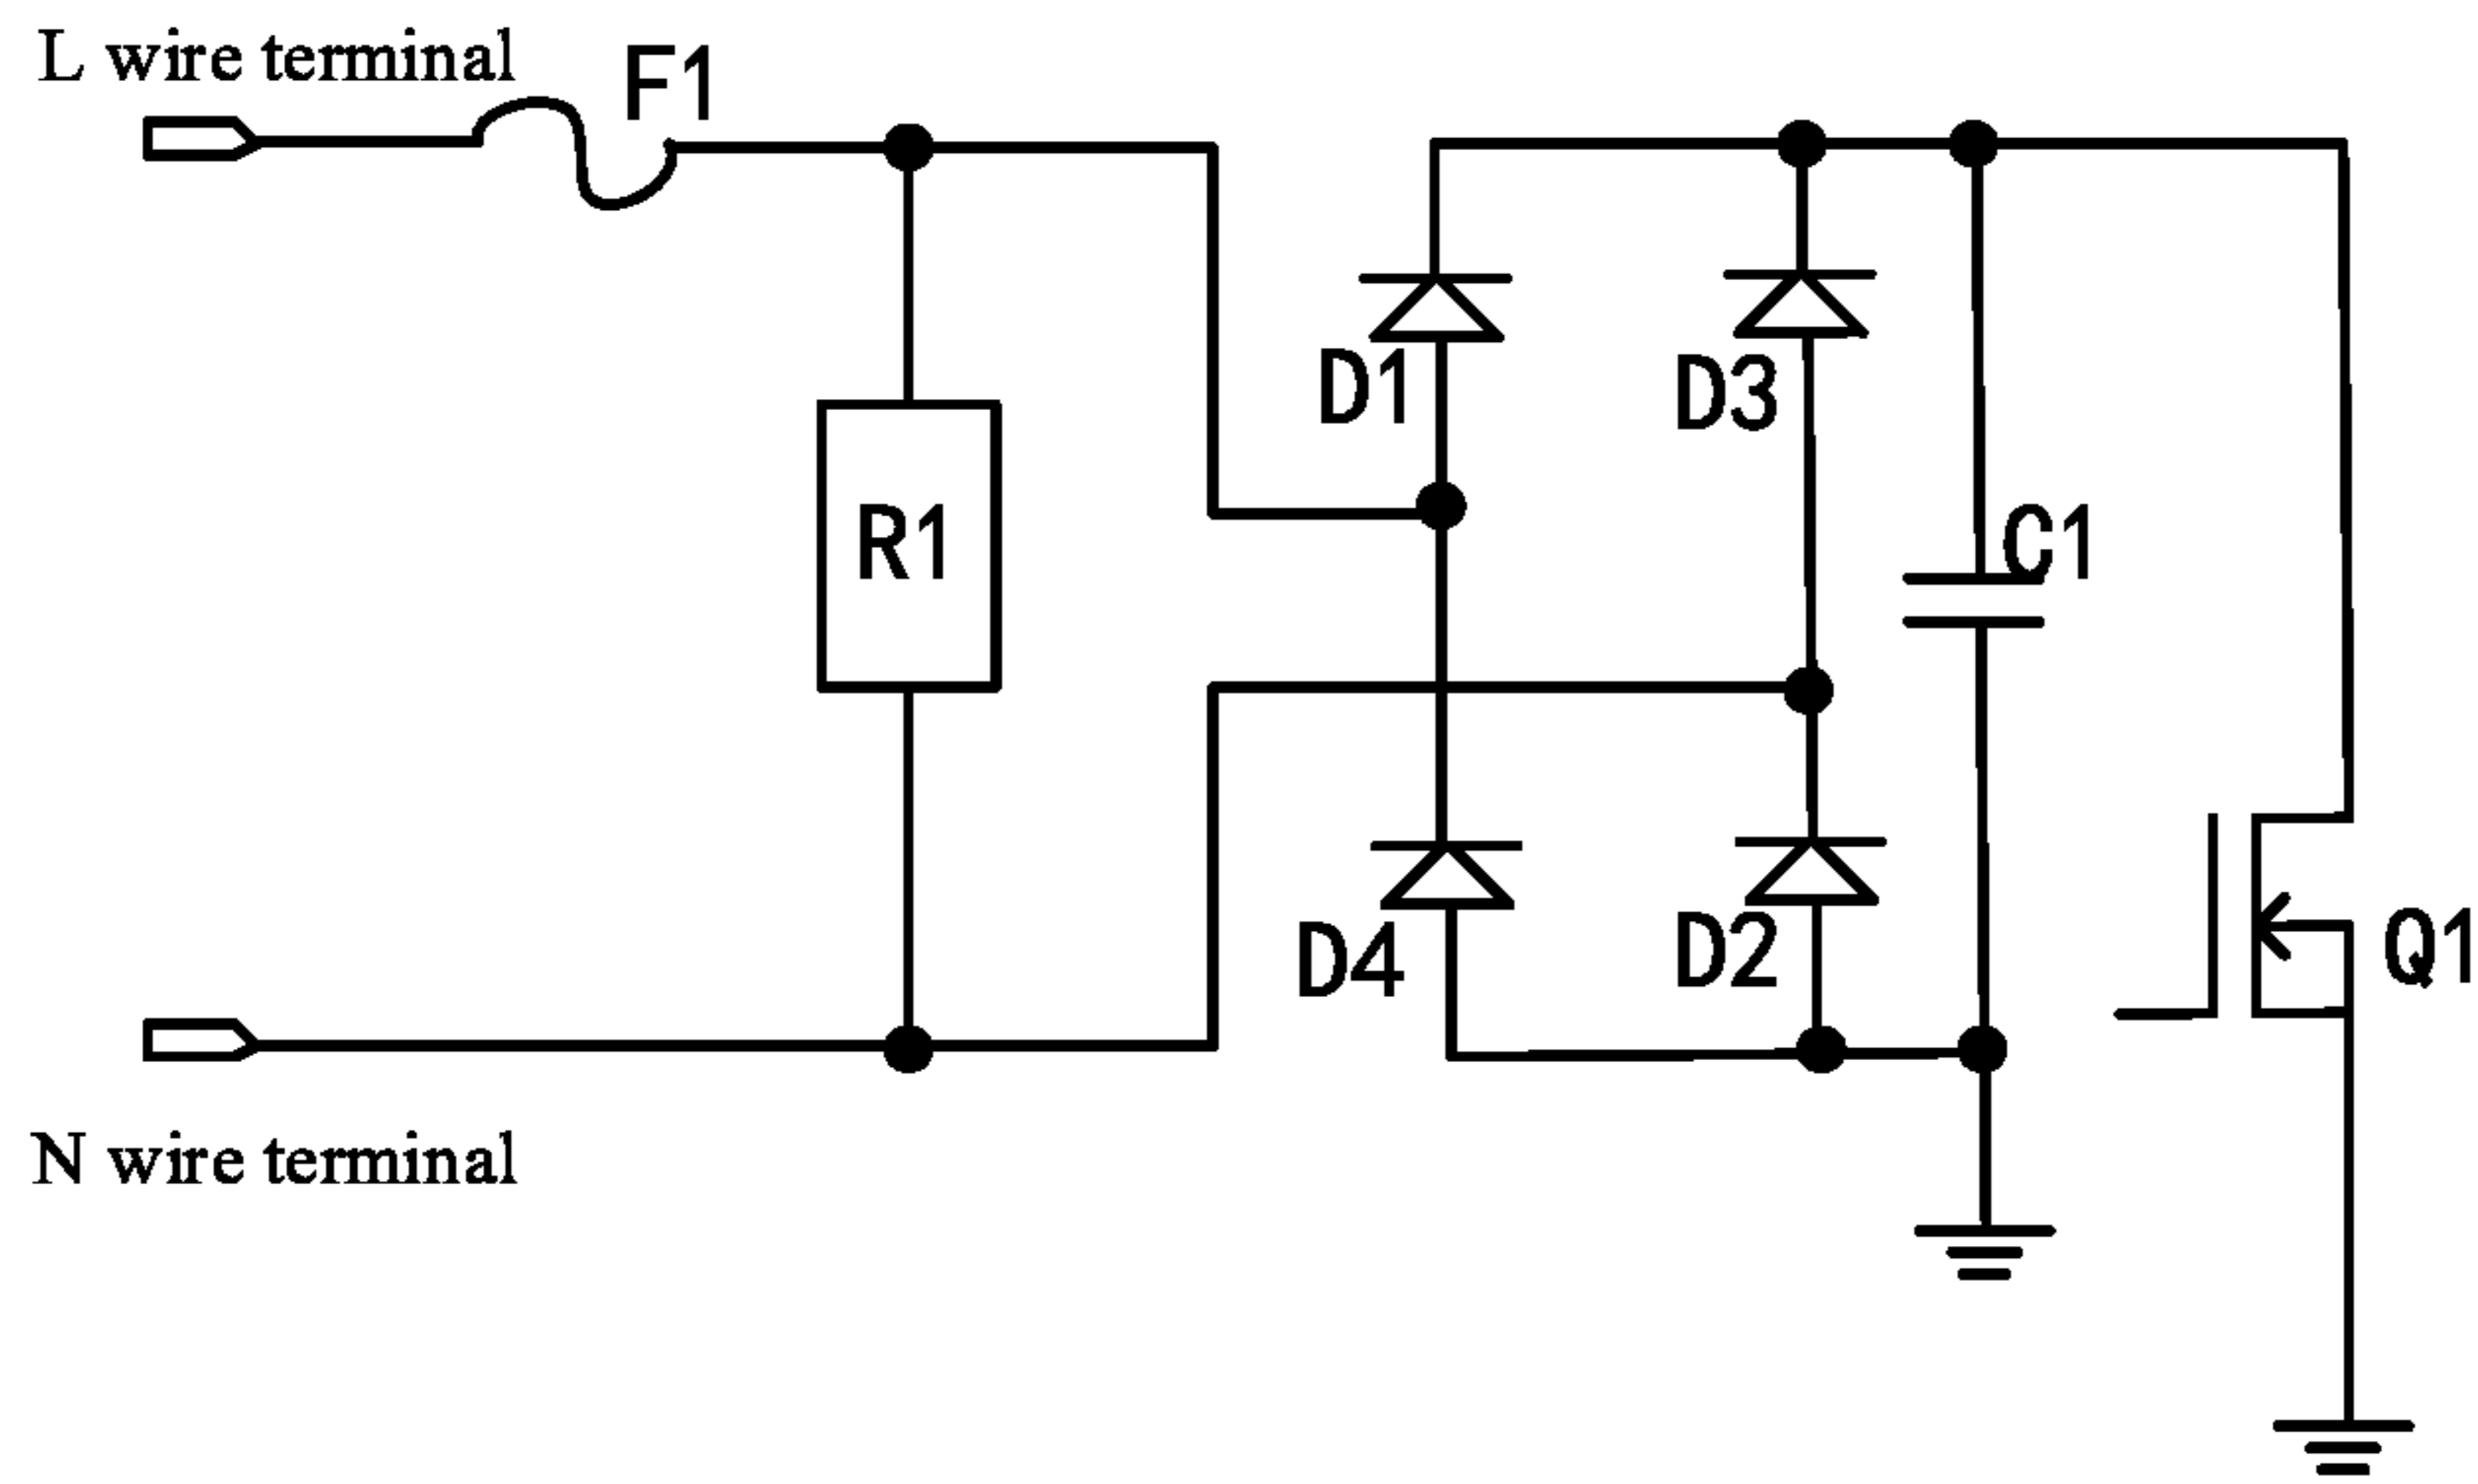 L wire terminal
F1
D1
D3
R1
C1
D4
D2
Q1
N wire terminal